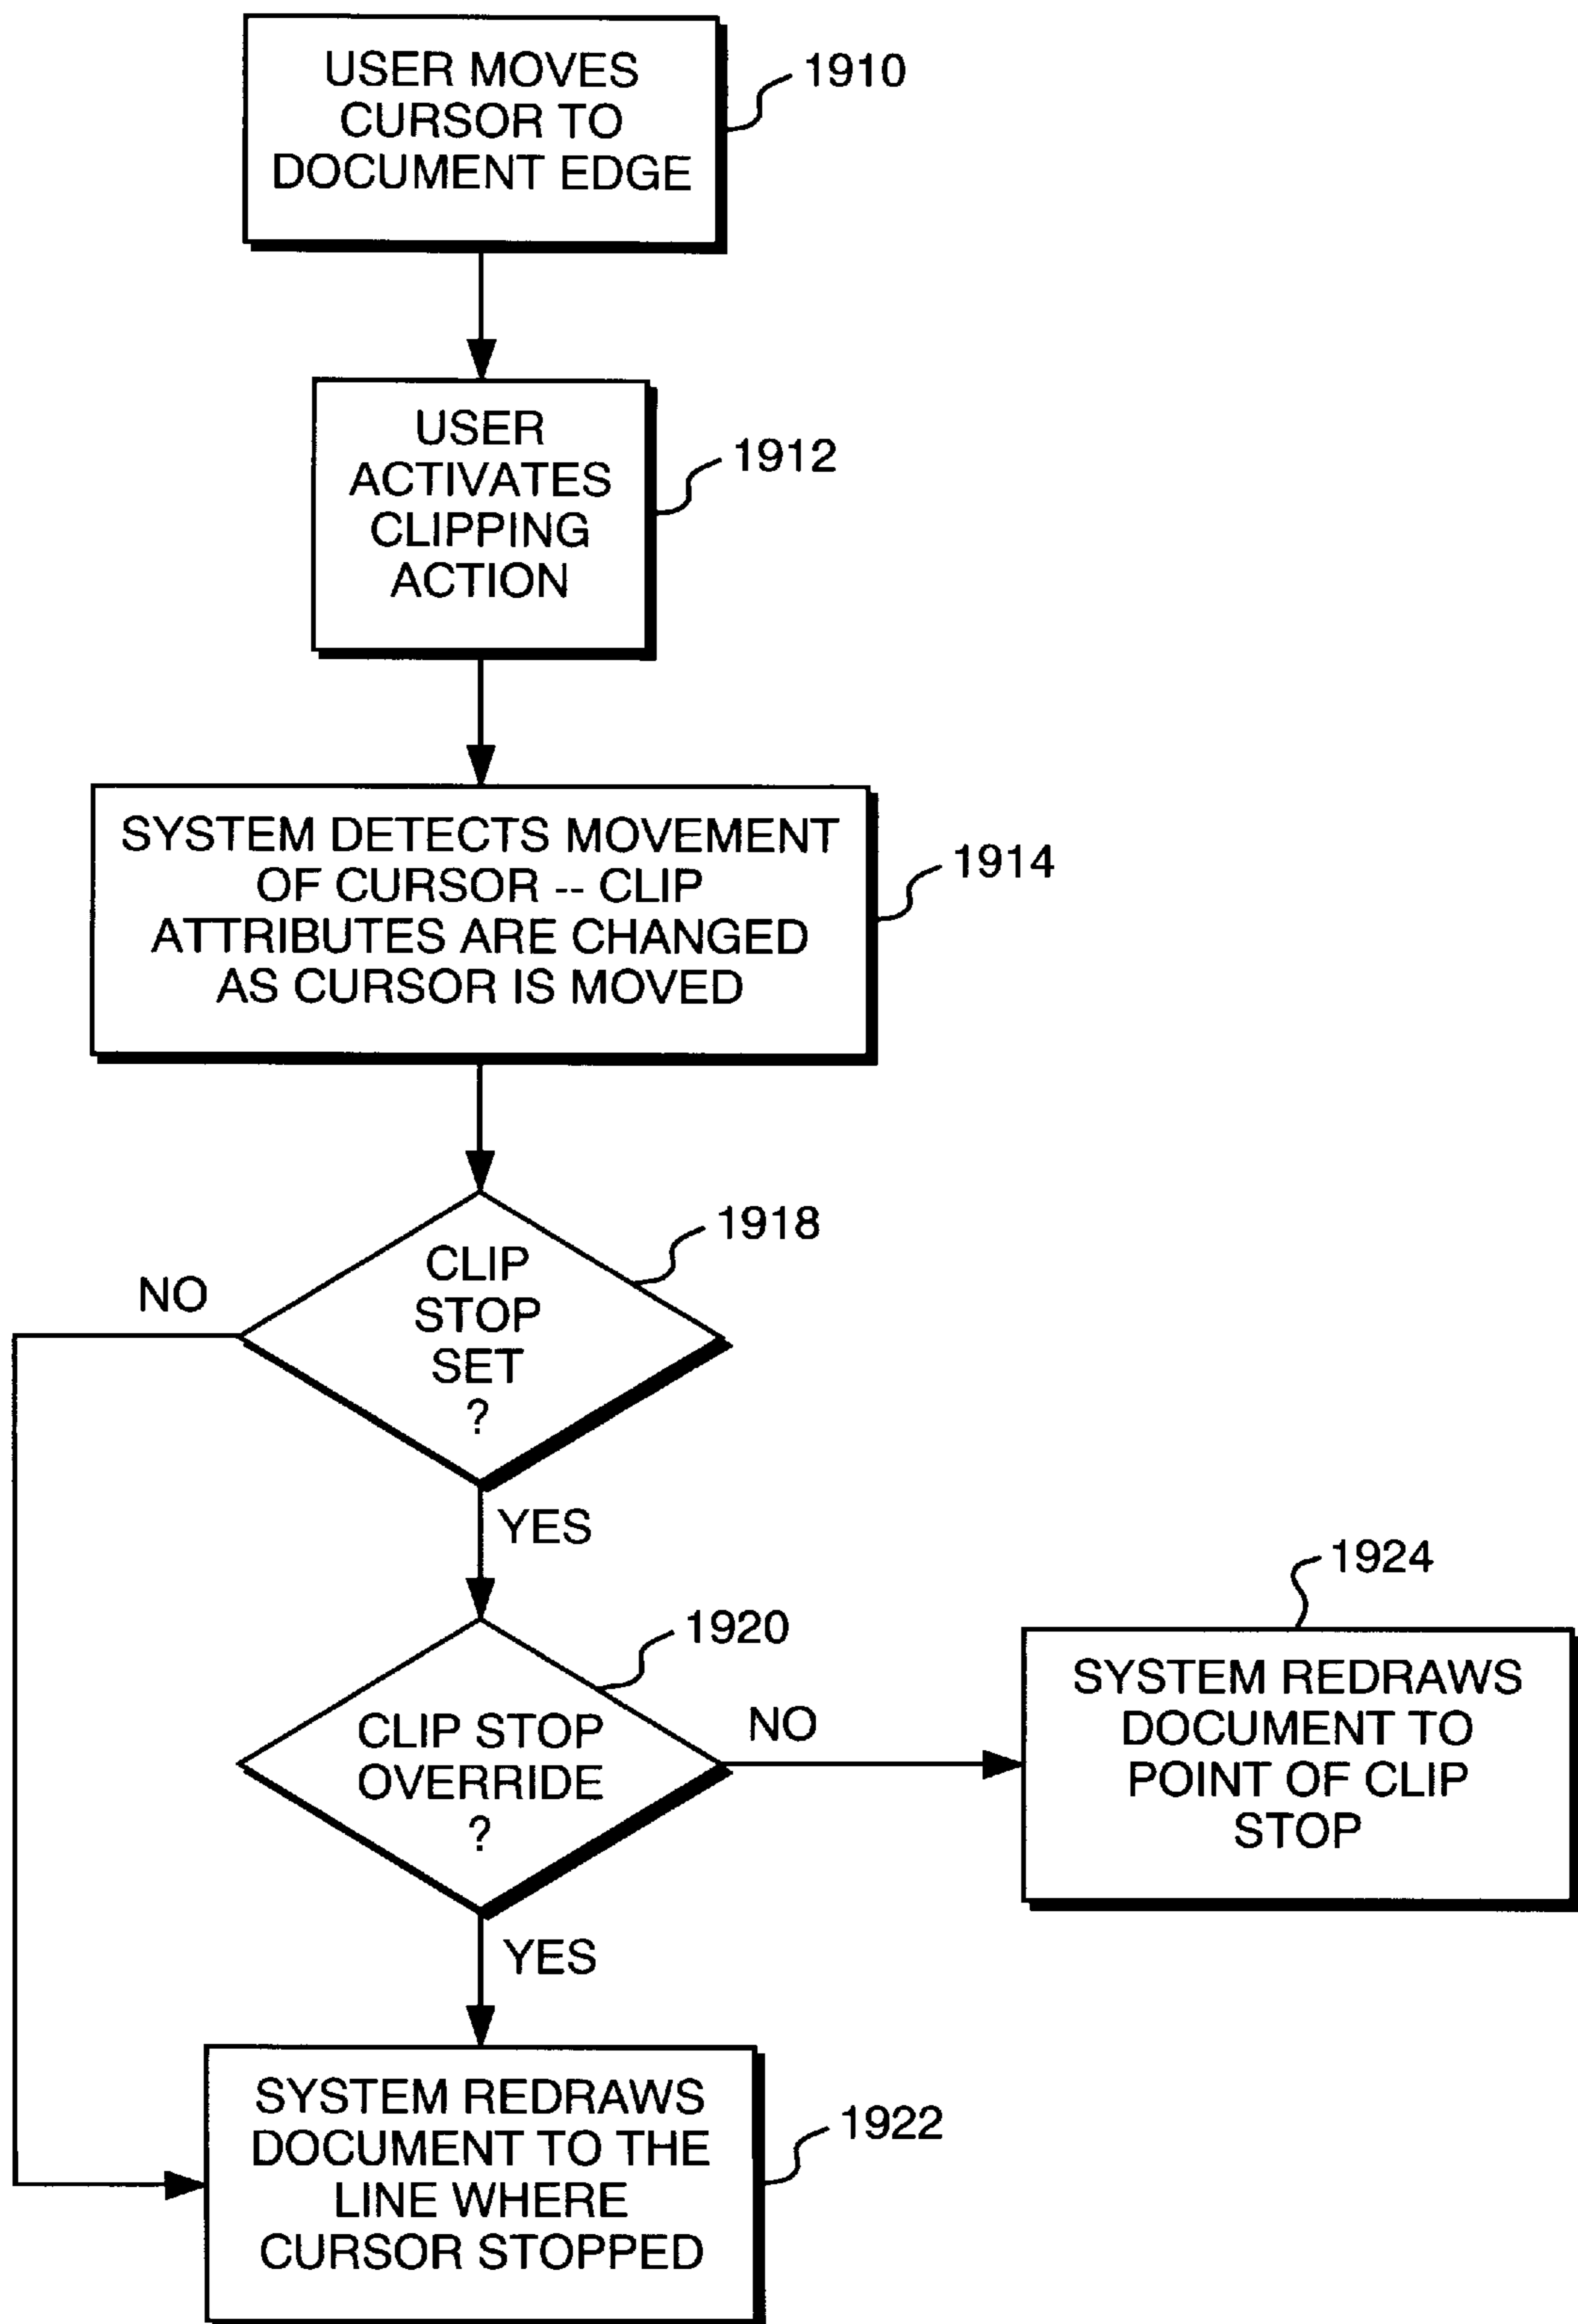 USER MOVES
CURSOR TO
DOCUMENT EDGE
1910
USER
ACTIVATES
CLIPPING
ACTION
1912
SYSTEM DETECTS MOVEMENT
OF CURSOR -- CLIP
ATTRIBUTES ARE CHANGED
AS CURSOR IS MOVED
1914
CLIP
STOP
SET
?
1918
NO
YES
CLIP STOP
OVERRIDE
?
1920
NO
SYSTEM REDRAWS
DOCUMENT TO
POINT OF CLIP
STOP
1924
YES
SYSTEM REDRAWS
DOCUMENT TO THE
LINE WHERE
CURSOR STOPPED
1922